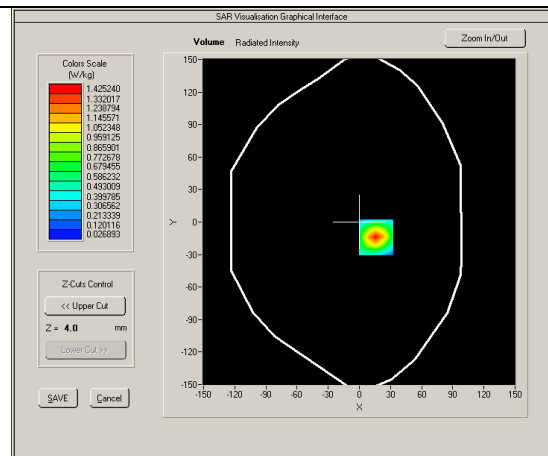 SAR Visualisation Graphical Interface
Volume Radiated Intensity
Zoom In/Out
Colors Scale
(W/kg)
1.425240
1.332017
1.238794
1.145571
1.052348
0.959125
0.865901
0.772678
0.679455
0.586232
0.493009
0.399785
0.306562
0.213339
0.120116
0.026893
Z-Cuts Control
<< Upper Cut
Z = 4.0 mm
Lower Cut >>
SAVE Cancel
150
120
90
60
30
0
-30
-60
-90
-120
-150
Y
-150 -120 -90 -60 -30 0 30 60 90 120 150
X